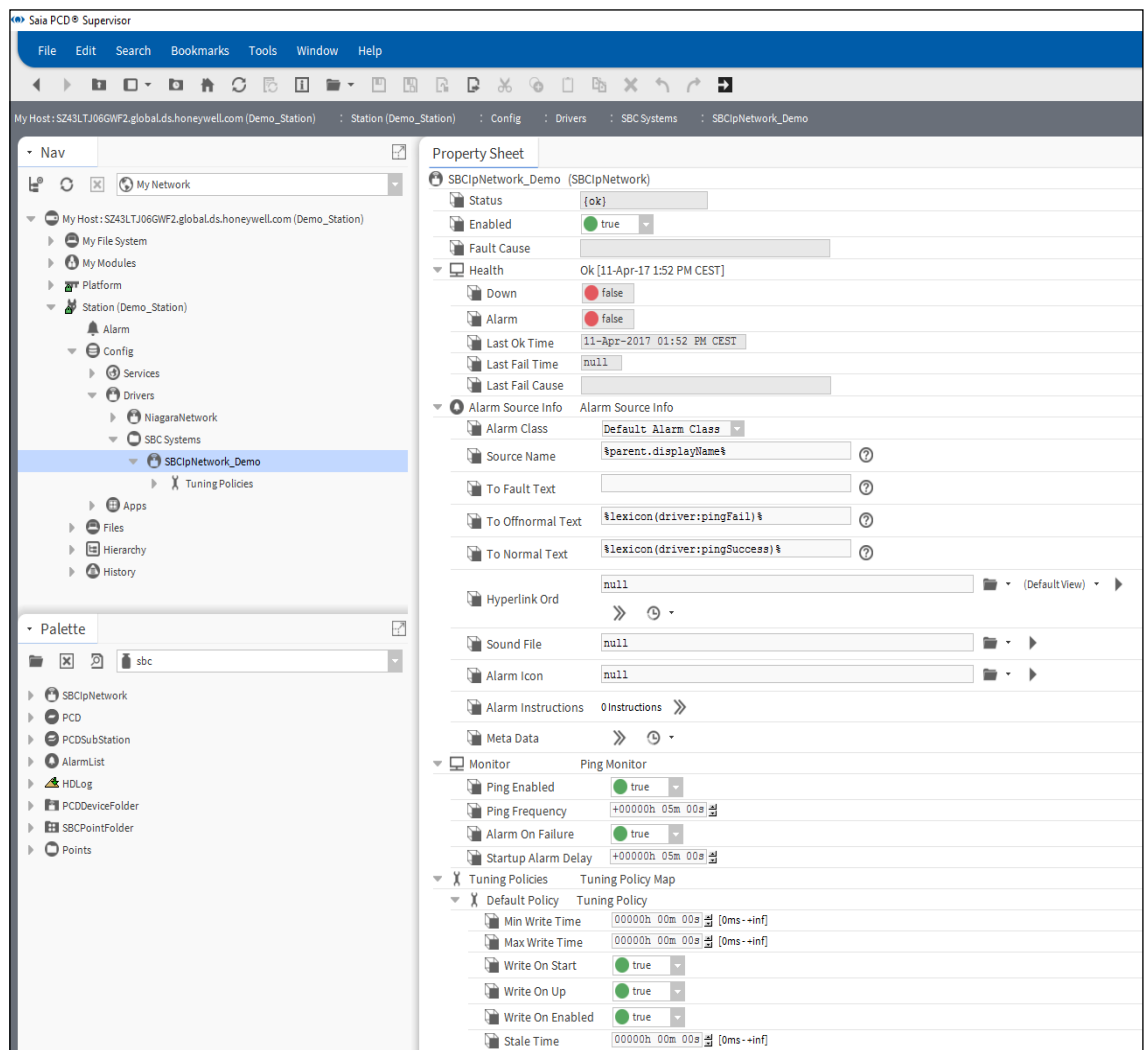 Saia PCD® Supervisor
File Edit Search Bookmarks Tools Window Help
My Host : SZ43LTJ06GWF2.global.ds.honeywell.com (Demo_Station) : Station (Demo_Station) : Config : Drivers : SBC Systems : SBCIpNetwork_Demo
Nav
My Network
My Host : SZ43LTJ06GWF2.global.ds.honeywell.com (Demo_Station)
My File System
My Modules
Platform
Station (Demo_Station)
Alarm
Config
Services
Drivers
NiagaraNetwork
SBC Systems
SBCIpNetwork_Demo
Tuning Policies
Apps
Files
Hierarchy
History
Palette
sbc
SBCIpNetwork
PCD
PCDSubStation
AlarmList
HDLog
PCDDeviceFolder
SBCPointFolder
Points
Property Sheet
SBCIpNetwork_Demo (SBCIpNetwork)
Status {ok}
Enabled true
Fault Cause
Health Ok [11-Apr-17 1:52 PM CEST]
Down false
Alarm false
Last Ok Time 11-Apr-2017 01:52 PM CEST
Last Fail Time null
Last Fail Cause
Alarm Source Info Alarm Source Info
Alarm Class Default Alarm Class
Source Name %parent.displayName%
To Fault Text
To Offnormal Text %lexicon(driver:pingFail)%
To Normal Text %lexicon(driver:pingSuccess)%
Hyperlink Ord null (Default View)
Sound File null
Alarm Icon null
Alarm Instructions 0 Instructions
Meta Data
Monitor Ping Monitor
Ping Enabled true
Ping Frequency +00000h 05m 00s
Alarm On Failure true
Startup Alarm Delay +00000h 05m 00s
Tuning Policies Tuning Policy Map
Default Policy Tuning Policy
Min Write Time 00000h 00m 00s [0ms-+inf]
Max Write Time 00000h 00m 00s [0ms-+inf]
Write On Start true
Write On Up true
Write On Enabled true
Stale Time 00000h 00m 00s [0ms-+inf]